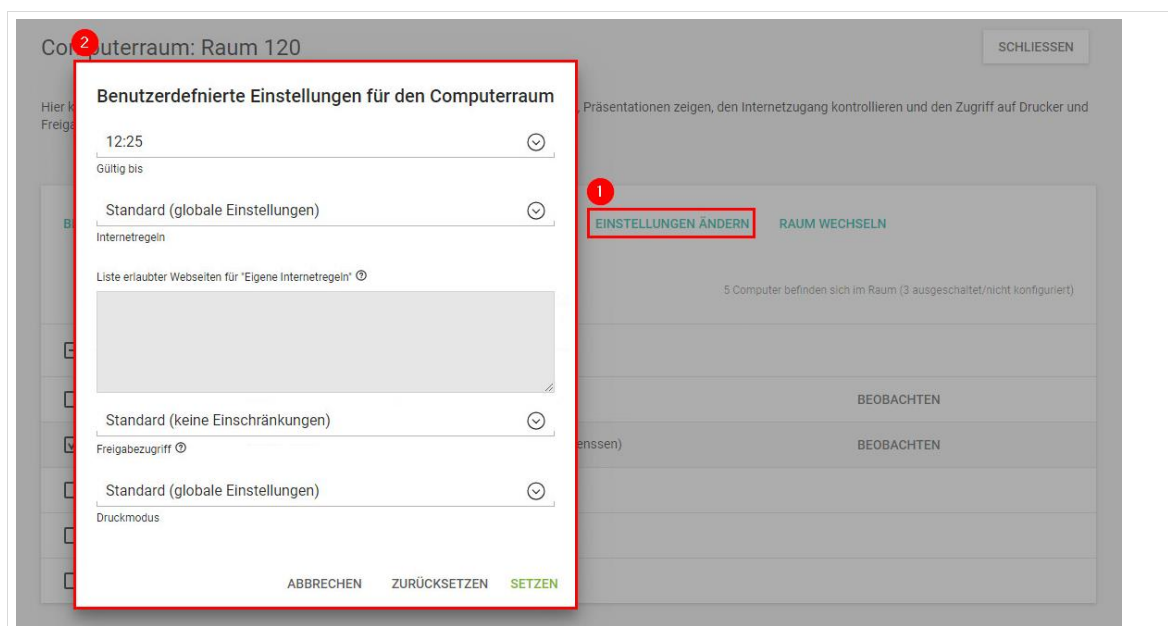 Computerraum: Raum 120
SCHLIESSEN
2
Benutzerdefnierte Einstellungen für den Computerraum
Hier
, Präsentationen zeigen, den Internetzugang kontrollieren und den Zugriff auf Drucker und
12:25
Gültig bis
1
Standard (globale Einstellungen)
EINSTELLUNGEN ÄNDERN
RAUM WECHSELN
Internetregeln
Liste erlaubter Webseiten für "Eigene Internetregeln"
5 Computer befinden sich im Raum (3 ausgeschaltet/nicht konfiguriert)
BEOBACHTEN
Standard (keine Einschränkungen)
Freigabezugriff
enssen)
BEOBACHTEN
Standard (globale Einstellungen)
Druckmodus
ABBRECHEN
ZURÜCKSETZEN
SETZEN